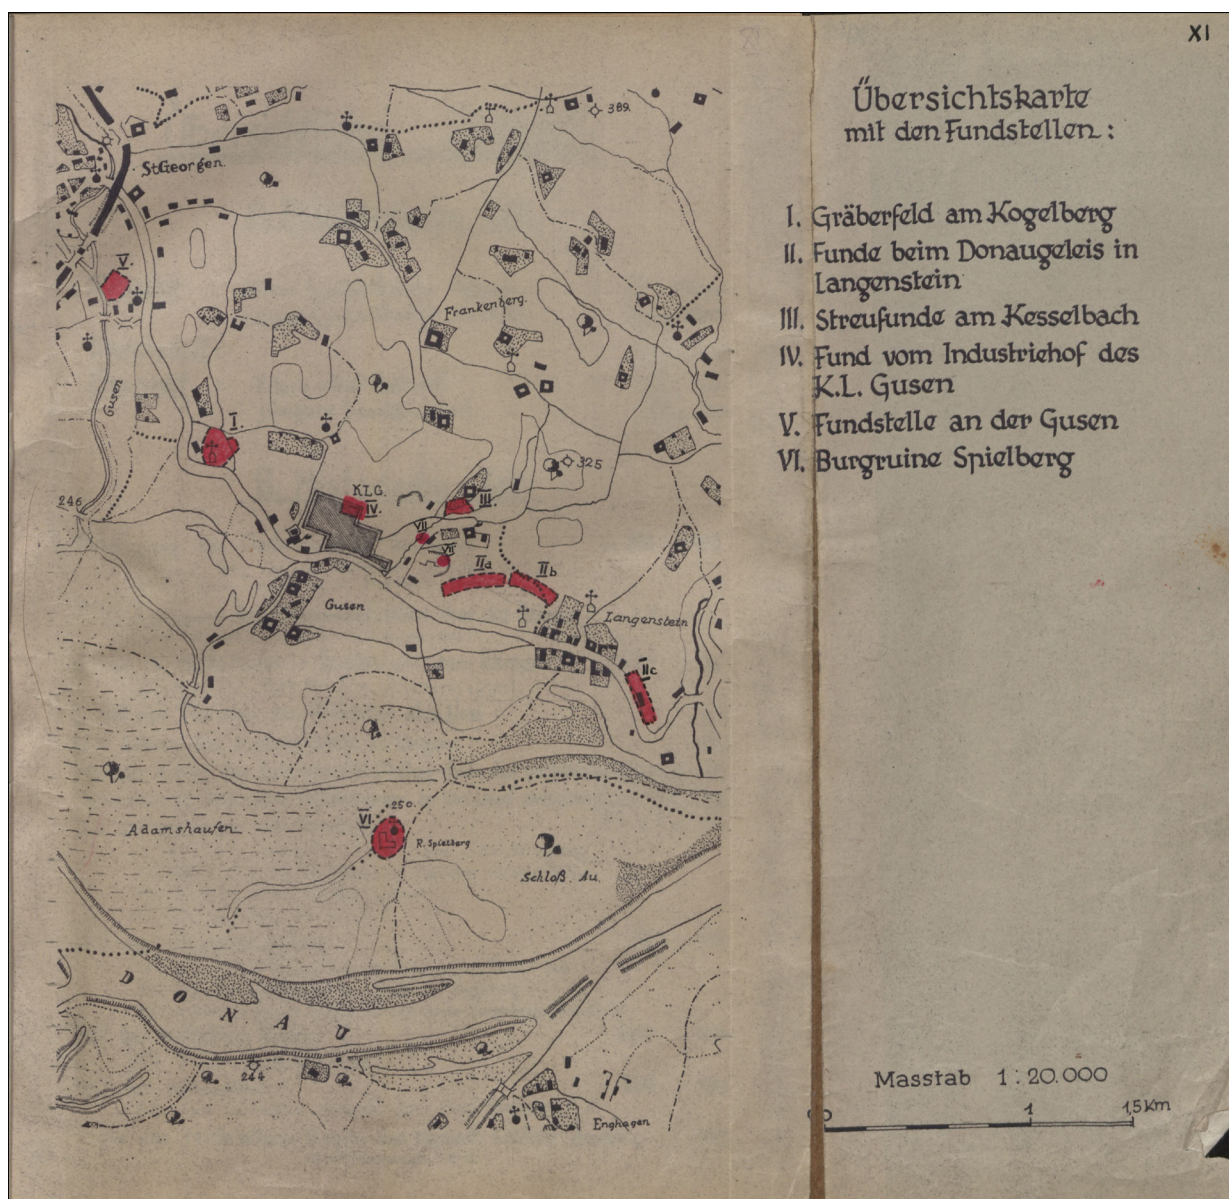 XI
Übersichtskarte
mit den Fundstellen:
I. Gräberfeld am Kogelberg
II. Funde beim Donaugeleis in
Langenstein
III. Streufunde am Kesselbach
IV. Fund vom Industriehof des
K.L. Gusen
V. Fundstelle an der Gusen
VI. Burgruine Spielberg
389.
St.Georgen.
V.
Frankenberg.
Gusen
I.
325
246
K.L.G.
IV.
III.
VII
VII
IIa
IIb
Gusen
Langenstein
IIc
250.
VI.
Adamshaufen
R. Spielberg
Schloß. Au.
DONAU
244
Enghagen
Masstab 1:20.000
0 1 1,5 Km